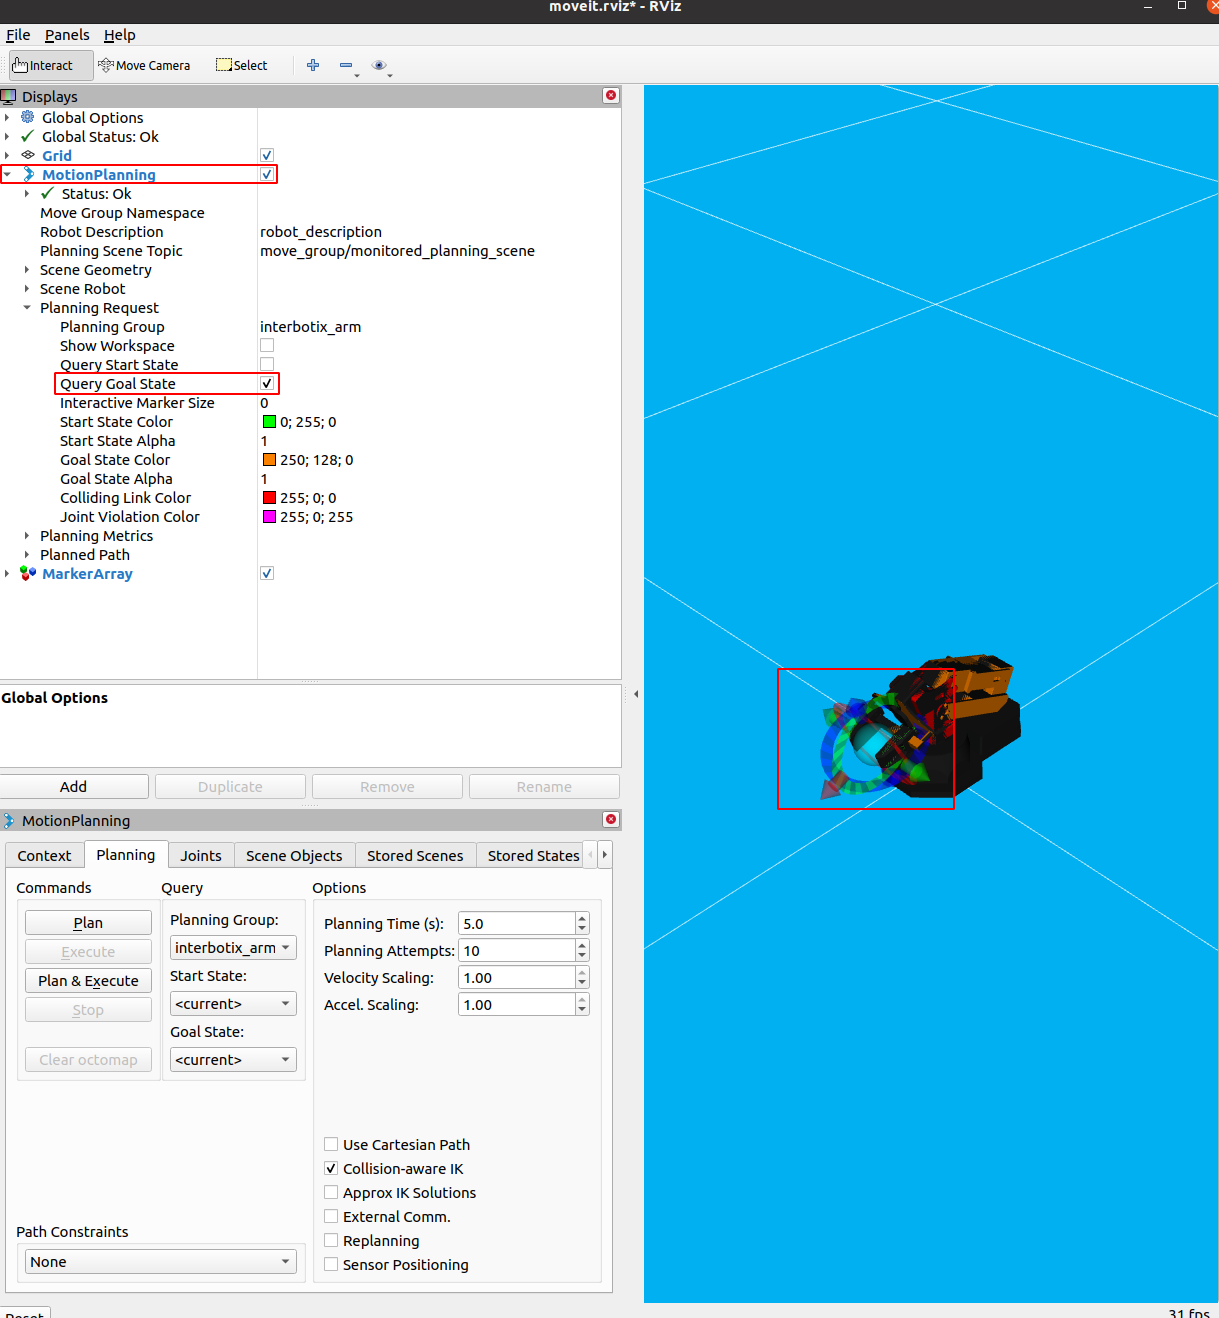 moveit.rviz* - RViz
File Panels Help
Interact Move Camera Select
Displays
Global Options
Global Status: Ok
Grid
MotionPlanning
Status: Ok
Move Group Namespace
Robot Description robot_description
Planning Scene Topic move_group/monitored_planning_scene
Scene Geometry
Scene Robot
Planning Request
Planning Group interbotix_arm
Show Workspace
Query Start State
Query Goal State
Interactive Marker Size 0
Start State Color 0; 255; 0
Start State Alpha 1
Goal State Color 250; 128; 0
Goal State Alpha 1
Colliding Link Color 255; 0; 0
Joint Violation Color 255; 0; 255
Planning Metrics
Planned Path
MarkerArray
Global Options
Add Duplicate Remove Rename
MotionPlanning
Context Planning Joints Scene Objects Stored Scenes Stored States
Commands Query Options
Plan Planning Group: Planning Time (s): 5.0
Execute interbotix_arm Planning Attempts: 10
Plan & Execute Start State: Velocity Scaling: 1.00
Stop <current> Accel. Scaling: 1.00
Goal State:
Clear octomap <current>
Use Cartesian Path
Collision-aware IK
Approx IK Solutions
External Comm.
Path Constraints Replanning
None Sensor Positioning
Reset 31 fps